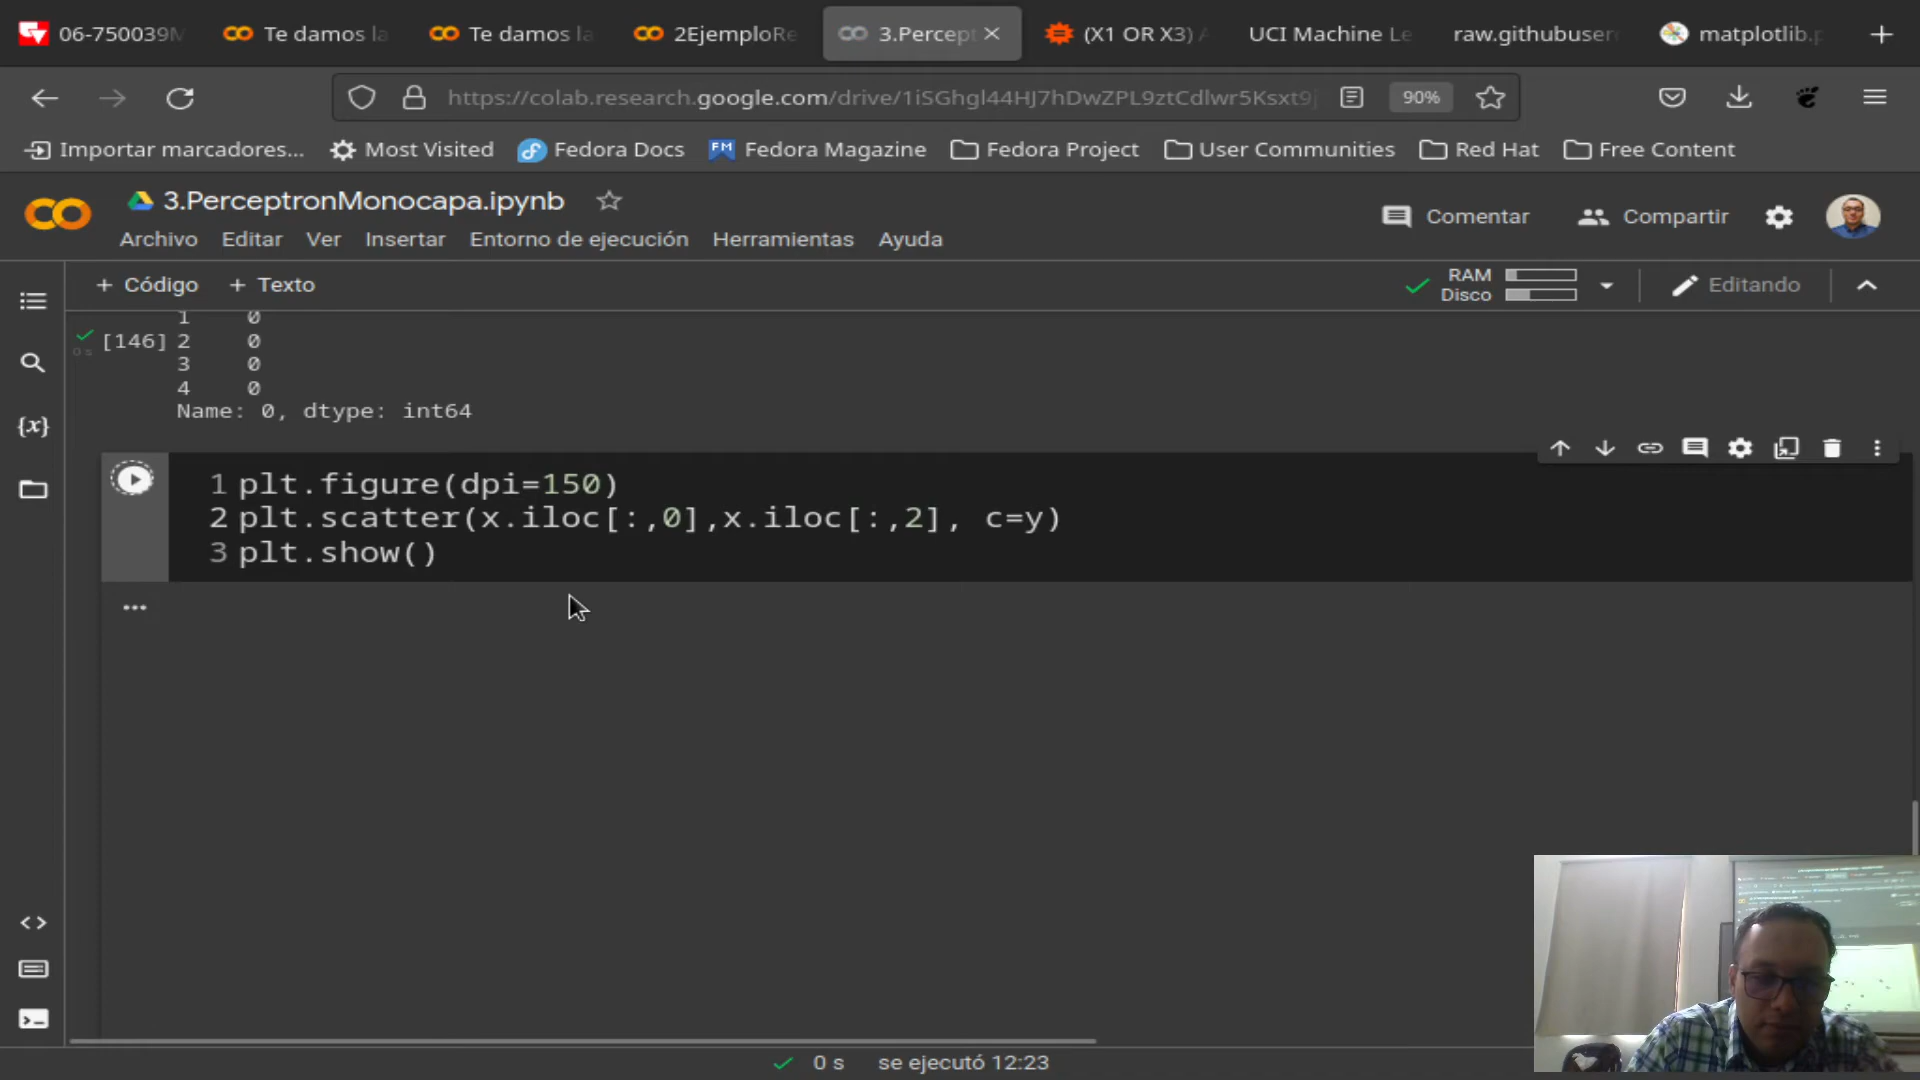 06-750039M
Te damos la
Te damos la
2EjemploRe
3.Percept
(X1 OR X3) A
UCI Machine Le
raw.githubuser
matplotlib.p
https://colab.research.google.com/drive/1iSGhgl44HJ7hDwZPL9ztCdlwr5Ksxt9j
90%
Importar marcadores...
Most Visited
Fedora Docs
FM Fedora Magazine
Fedora Project
User Communities
Red Hat
Free Content
3.PerceptronMonocapa.ipynb
Comentar
Compartir
Archivo Editar Ver Insertar Entorno de ejecución Herramientas Ayuda
+ Código + Texto
RAM
Disco
Editando
1 0
[146] 2 0
0 s
3 0
4 0
Name: 0, dtype: int64
1 plt.figure(dpi=150)
2 plt.scatter(x.iloc[:,0],x.iloc[:,2], c=y)
3 plt.show()
...
0 s se ejecutó 12:23